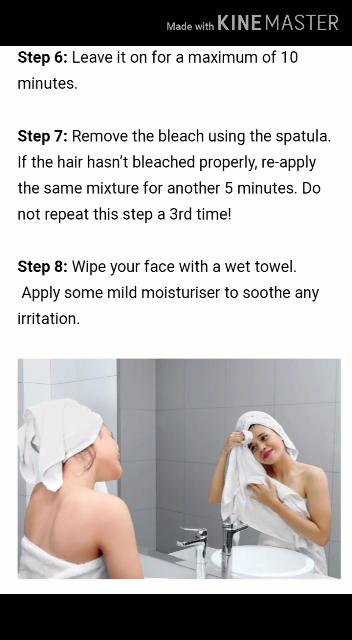 Made with KINEMASTER
Step 6: Leave it on for a maximum of 10
minutes.
Step 7: Remove the bleach using the spatula.
If the hair hasn’t bleached properly, re-apply
the same mixture for another 5 minutes. Do
not repeat this step a 3rd time!
Step 8: Wipe your face with a wet towel.
Apply some mild moisturiser to soothe any
irritation.